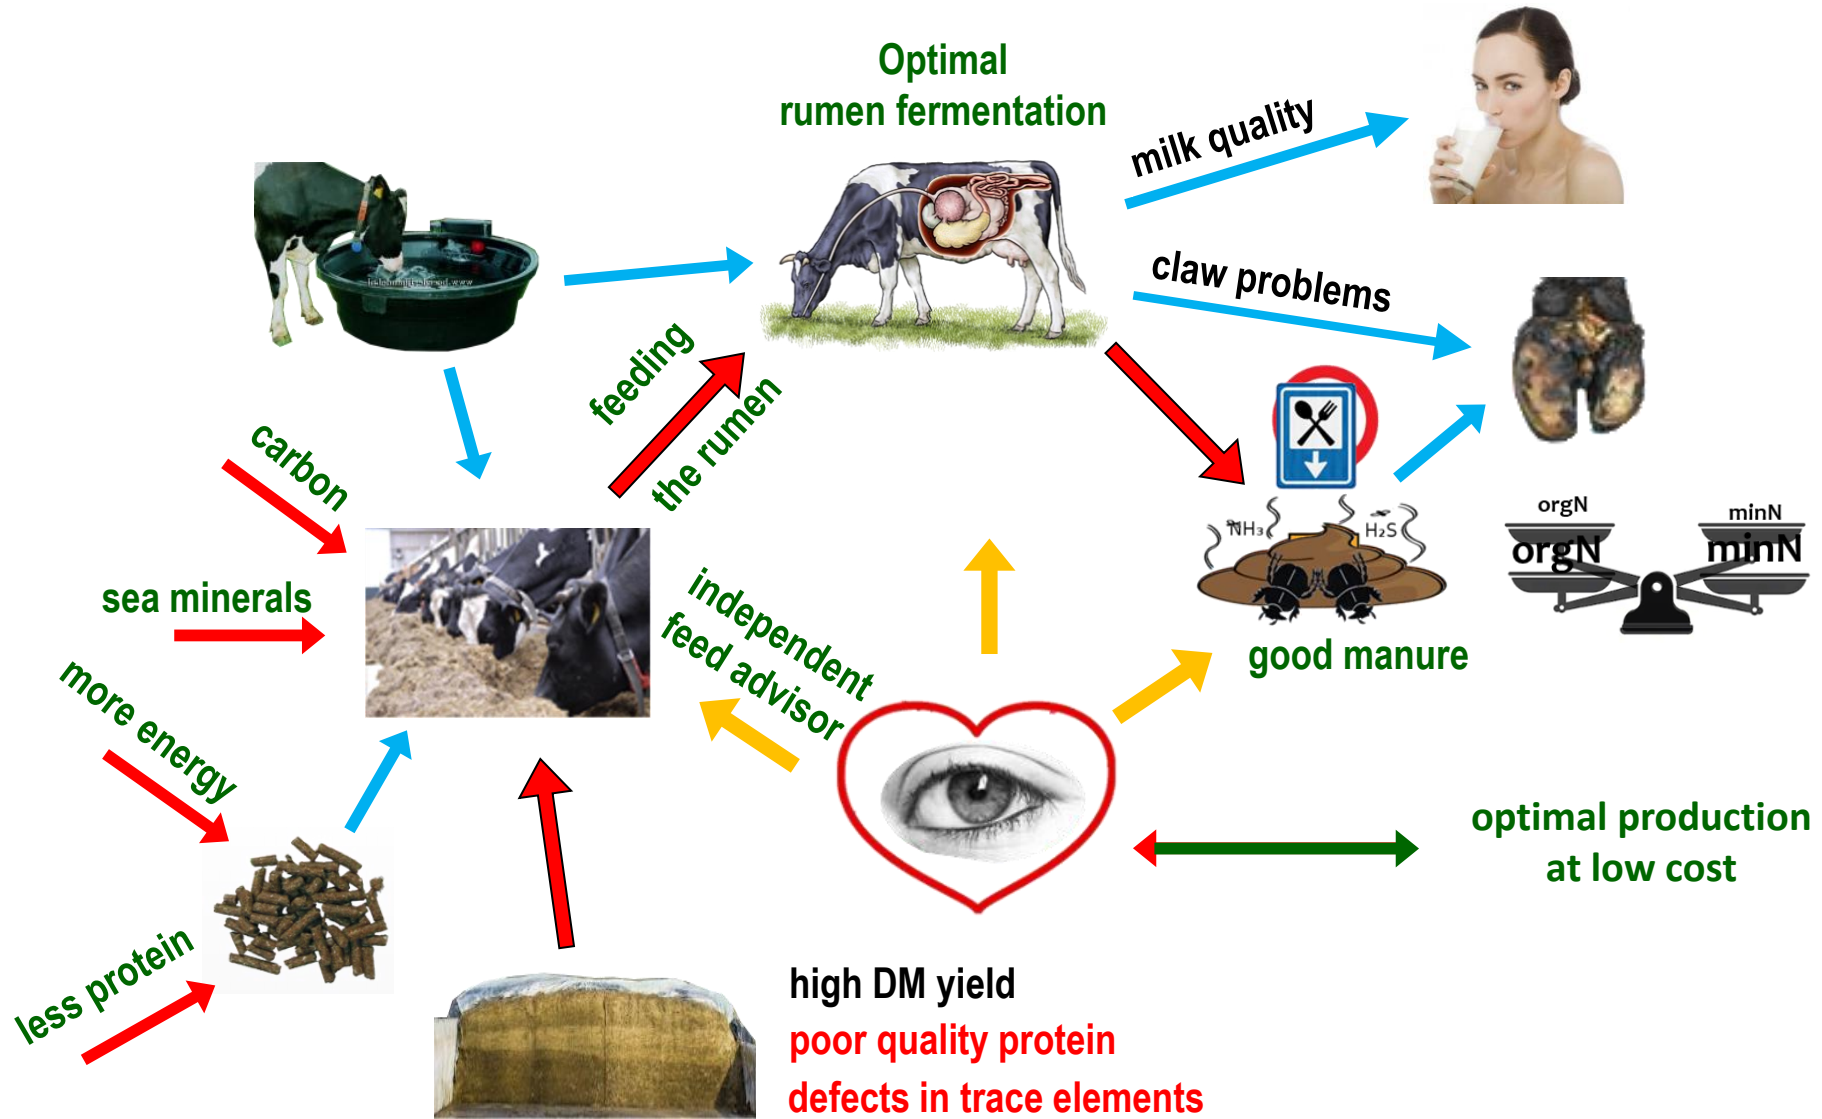 Optimal
rumen fermentation
milk quality
claw problems
feeding
the rumen
carbon
sea minerals
more energy
less protein
independent
feed advisor
NH₃
H₂S
good manure
orgN
minN
orgN
minN
optimal production
at low cost
high DM yield
poor quality protein
defects in trace elements